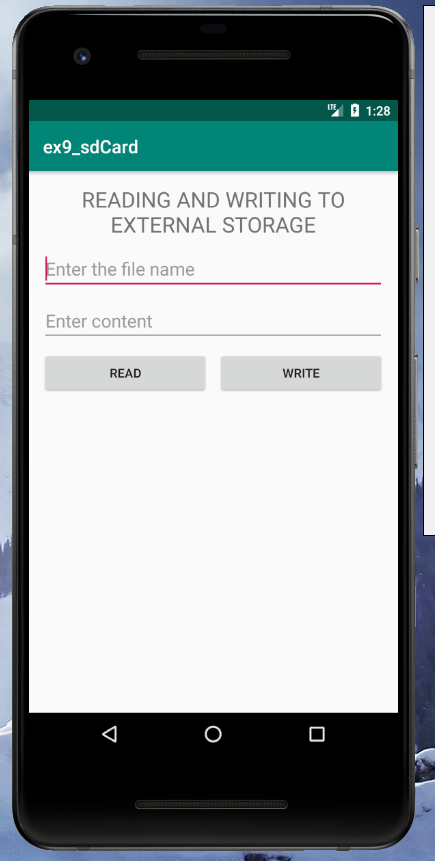 LTE 1:28
ex9_sdCard
READING AND WRITING TO
EXTERNAL STORAGE
Enter the file name
Enter content
READ WRITE